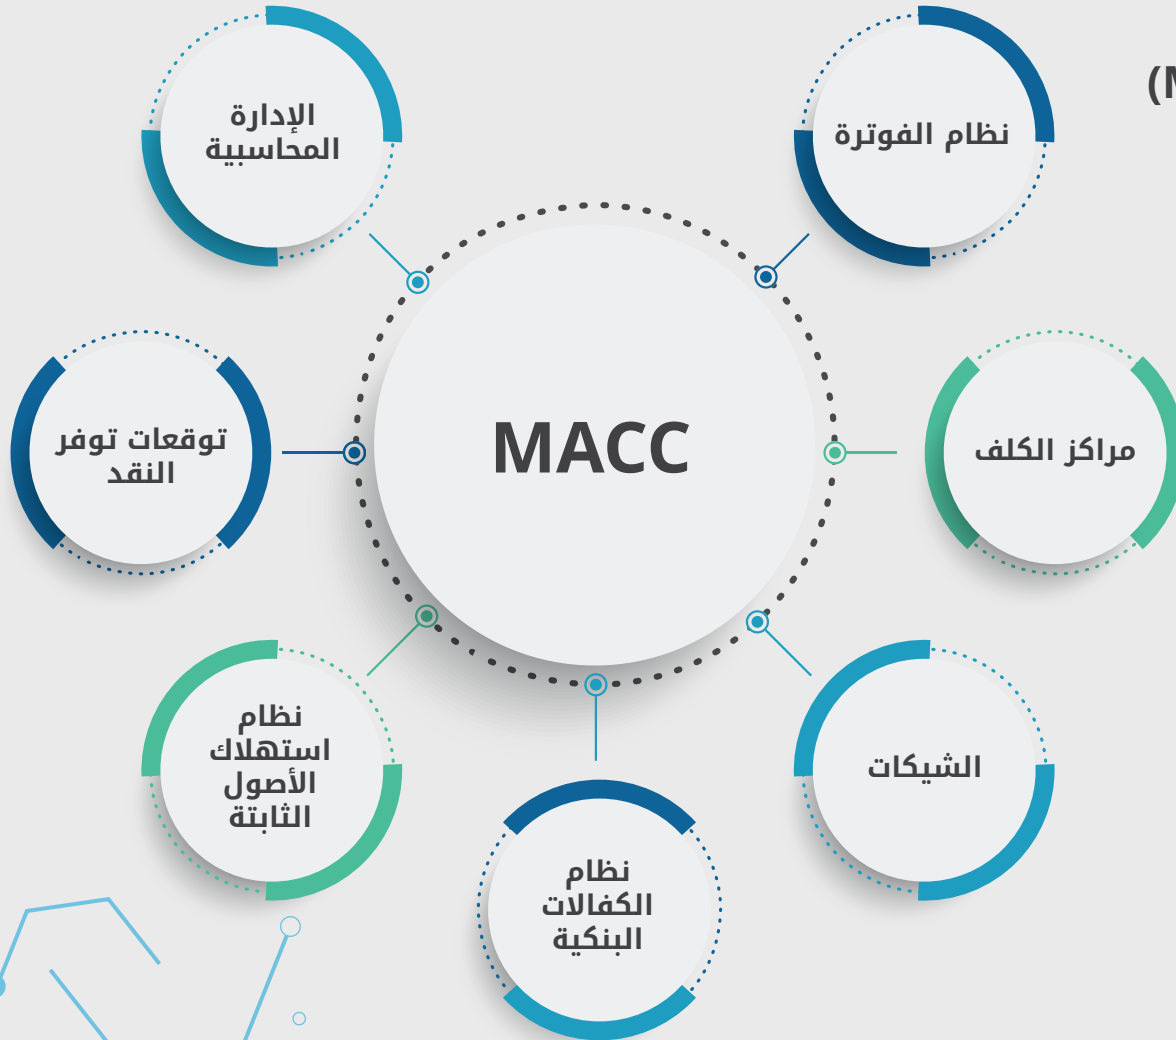 (M
الإدارة
المحاسبية
نظام الفوترة
MACC
توقعات توفر
النقد
مراكز الكلف
نظام
استهلاك
الأصول
الثابتة
الشيكات
نظام
الكفالات
البنكية